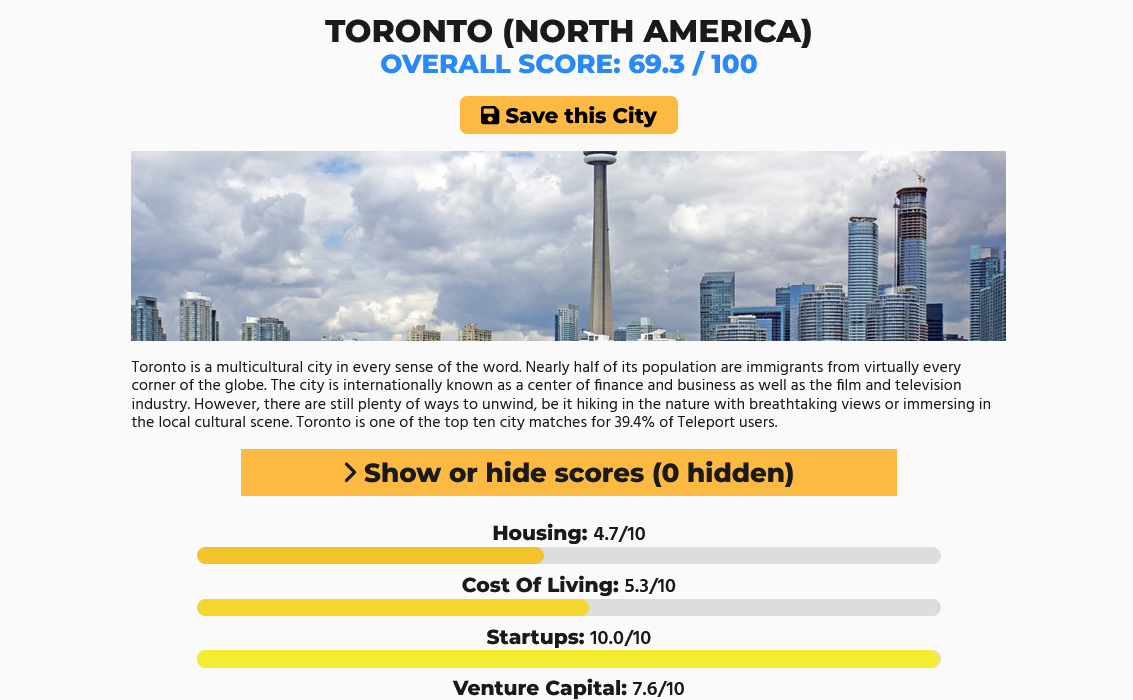 TORONTO (NORTH AMERICA)
OVERALL SCORE: 69.3 / 100
Save this City
Toronto is a multicultural city in every sense of the word. Nearly half of its population are immigrants from virtually every
corner of the globe. The city is internationally known as a center of finance and business as well as the film and television
industry. However, there are still plenty of ways to unwind, be it hiking in the nature with breathtaking views or immersing in
the local cultural scene. Toronto is one of the top ten city matches for 39.4% of Teleport users.
Show or hide scores (0 hidden)
Housing: 4.7/10
Cost Of Living: 5.3/10
Startups: 10.0/10
Venture Capital: 7.6/10